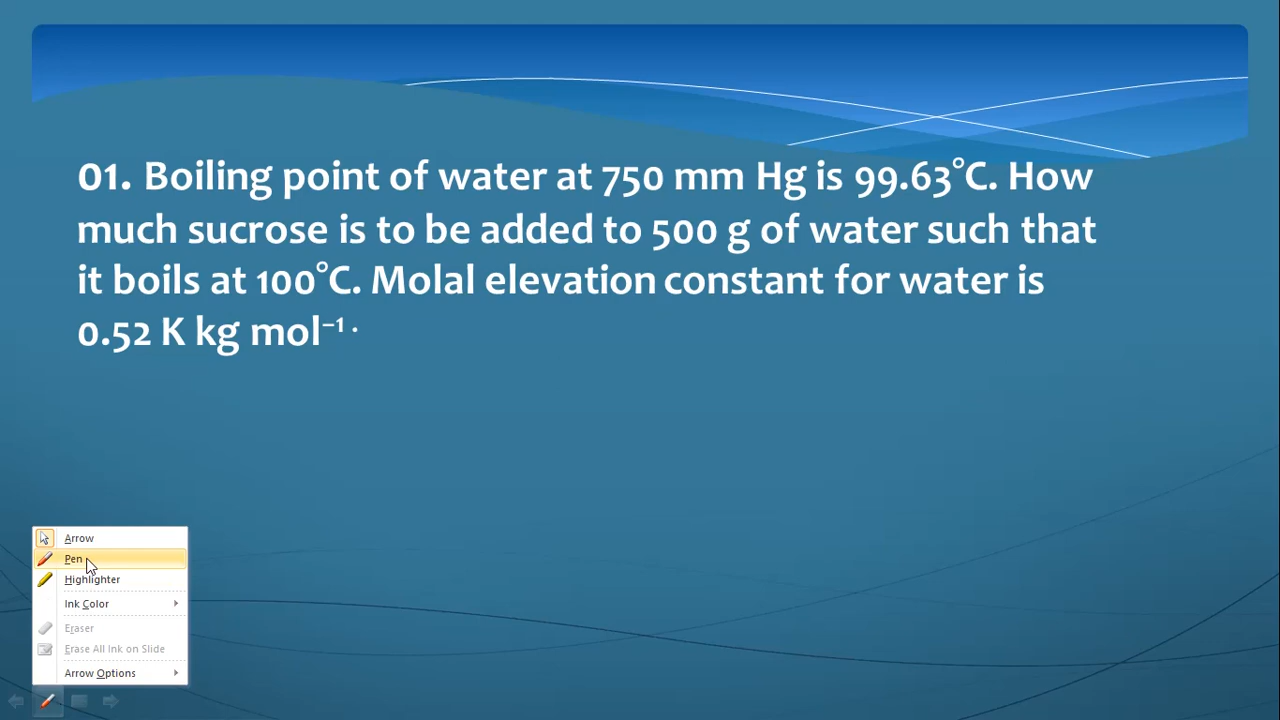 01. Boiling point of water at 750 mm Hg is 99.63°C. How
much sucrose is to be added to 500 g of water such that
it boils at 100°C. Molal elevation constant for water is
0.52 K kg mol⁻¹ .
Arrow
Pen
Highlighter
Ink Color
Eraser
Erase All Ink on Slide
Arrow Options